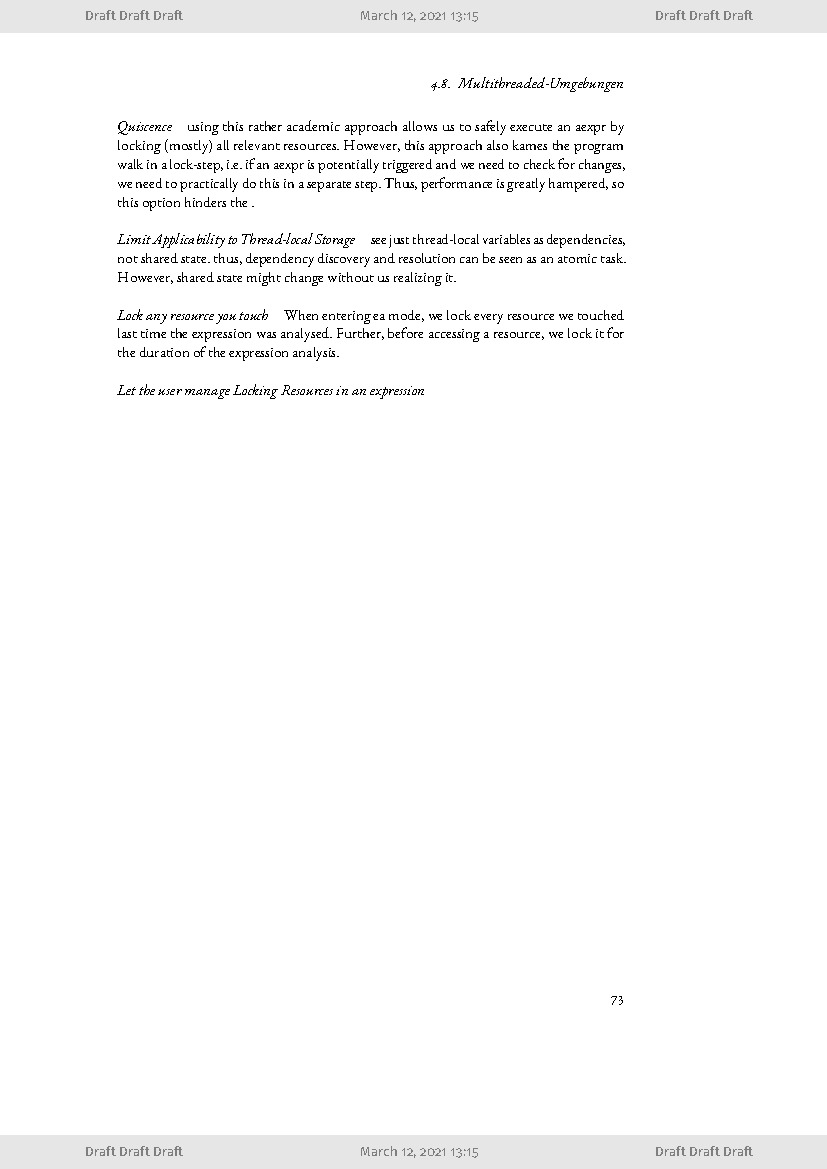 Draft Draft Draft March 12, 2021 13:15 Draft Draft Draft
4.8. Multithreaded-Umgebungen
Quiscence using this rather academic approach allows us to safely execute an aexpr by
locking (mostly) all relevant resources. However, this approach also kames the program
walk in a lock-step, i.e. if an aexpr is potentially triggered and we need to check for changes,
we need to practically do this in a separate step. Thus, performance is greatly hampered, so
this option hinders the .
Limit Applicability to Thread-local Storage see just thread-local variables as dependencies,
not shared state. thus, dependency discovery and resolution can be seen as an atomic task.
However, shared state might change without us realizing it.
Lock any resource you touch When entering ea mode, we lock every resource we touched
last time the expression was analysed. Further, before accessing a resource, we lock it for
the duration of the expression analysis.
Let the user manage Locking Resources in an expression
73
Draft Draft Draft March 12, 2021 13:15 Draft Draft Draft